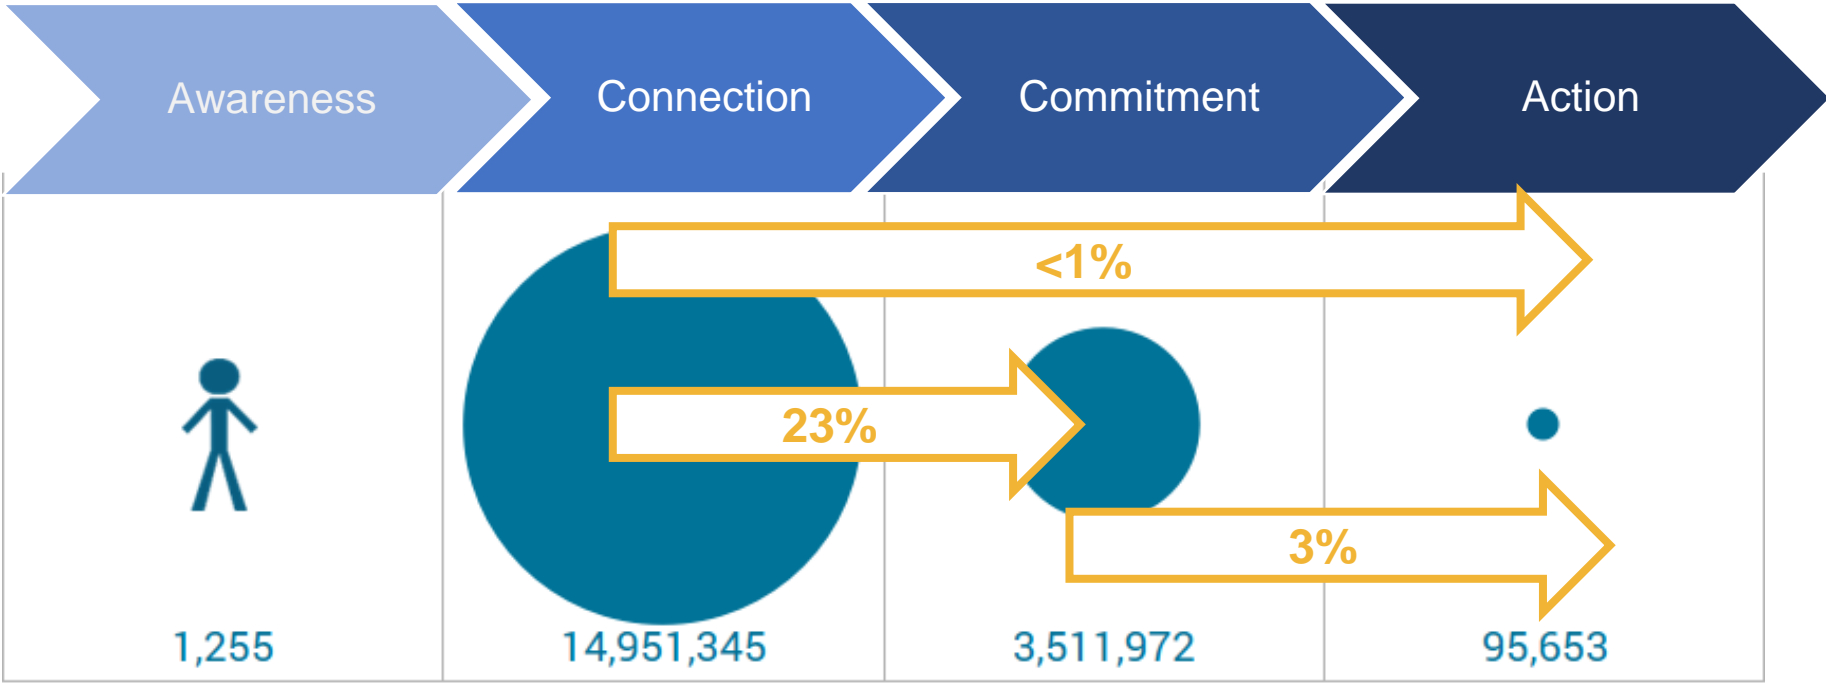 Awareness
Connection
Commitment
Action
<1%
23%
3%
1,255
14,951,345
3,511,972
95,653